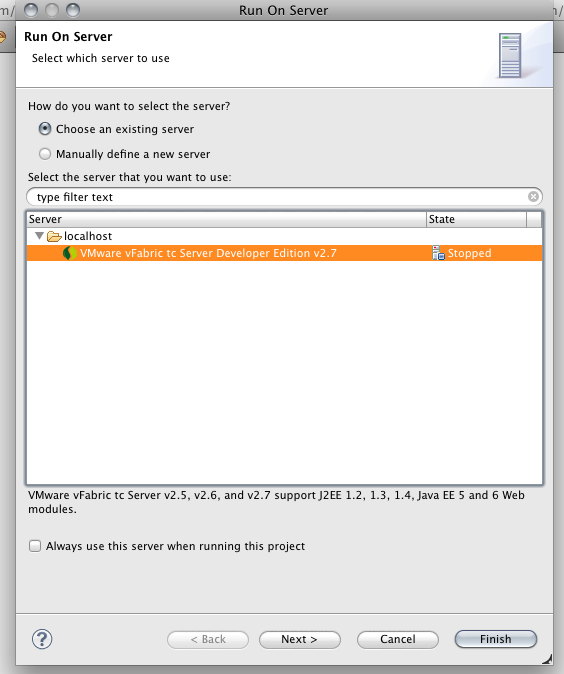 Run On Server
Run On Server
Select which server to use
How do you want to select the server?
Choose an existing server
Manually define a new server
Select the server that you want to use:
type filter text
Server State
localhost
VMware vFabric tc Server Developer Edition v2.7 Stopped
VMware vFabric tc Server v2.5, v2.6, and v2.7 support J2EE 1.2, 1.3, 1.4, Java EE 5 and 6 Web
modules.
Always use this server when running this project
? < Back Next > Cancel Finish